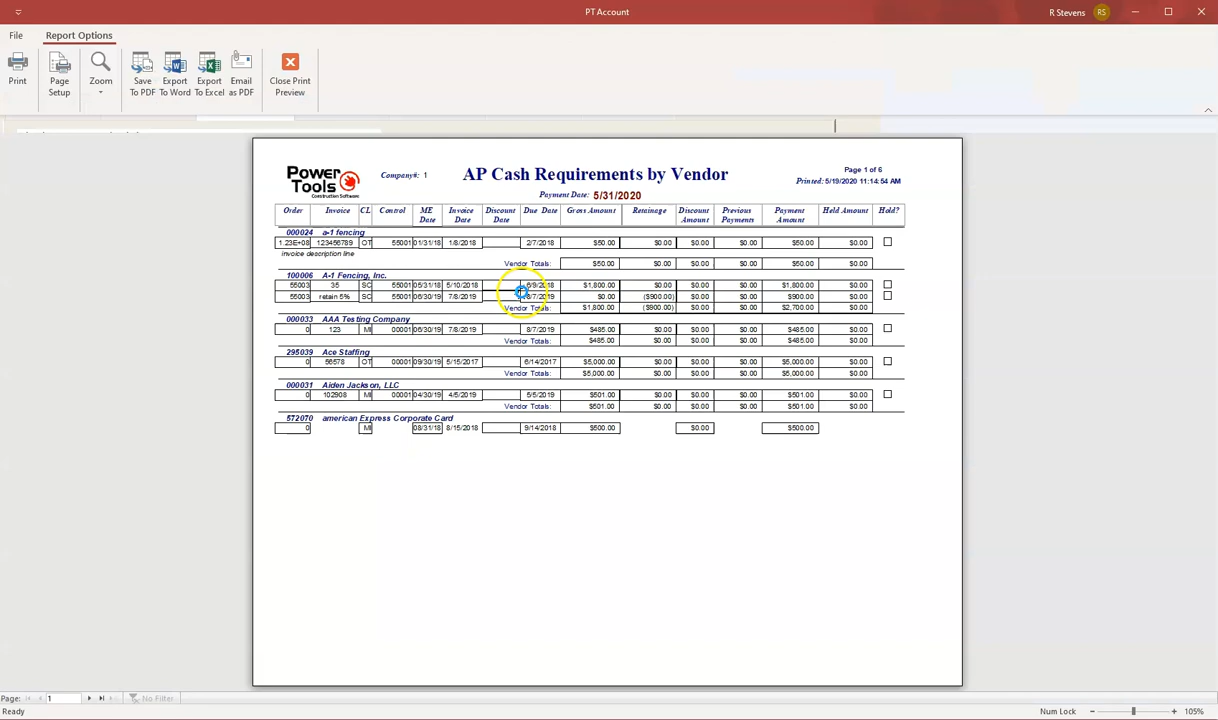 PT Account
R Stevens RS
File Report Options
Print Page Setup Zoom Save To PDF Export To Word Export To Excel Email as PDF Close Print Preview
Power Tools Construction Software
Company#: 1
AP Cash Requirements by Vendor
Page 1 of 6
Printed: 5/19/2020 11:14:54 AM
Payment Date: 5/31/2020
Order Invoice CL Control ME Date Invoice Date Discount Date Due Date Gross Amount Retainage Discount Amount Previous Payments Payment Amount Held Amount Hold?
000024 a-1 fencing
1.23E+08 123456789 OT 55001 01/31/18 1/8/2018 2/7/2018 $50.00 $0.00 $0.00 $0.00 $50.00 $0.00
invoice description line
Vendor Totals: $50.00 $0.00 $0.00 $0.00 $50.00 $0.00
100006 A-1 Fencing, Inc.
55003 35 SC 55001 05/31/18 5/10/2018 6/9/2018 $1,800.00 $0.00 $0.00 $0.00 $1,800.00 $0.00
55003 retain 5% SC 55001 06/30/19 7/8/2019 8/7/2019 $0.00 ($900.00) $0.00 $0.00 $900.00 $0.00
Vendor Totals: $1,800.00 ($900.00) $0.00 $0.00 $2,700.00 $0.00
000033 AAA Testing Company
0 123 MI 00001 06/30/19 7/8/2019 8/7/2019 $485.00 $0.00 $0.00 $0.00 $485.00 $0.00
Vendor Totals: $485.00 $0.00 $0.00 $0.00 $485.00 $0.00
295039 Ace Staffing
0 56578 OT 00001 09/30/19 5/15/2017 6/14/2017 $5,000.00 $0.00 $0.00 $0.00 $5,000.00 $0.00
Vendor Totals: $5,000.00 $0.00 $0.00 $0.00 $5,000.00 $0.00
000031 Aiden Jackson, LLC
0 102908 MI 00001 04/30/19 4/5/2019 5/5/2019 $501.00 $0.00 $0.00 $0.00 $501.00 $0.00
Vendor Totals: $501.00 $0.00 $0.00 $0.00 $501.00 $0.00
572070 american Express Corporate Card
0 MI 08/31/18 8/15/2018 9/14/2018 $500.00 $0.00 $500.00
Page: 1 No Filter
Ready Num Lock 105%